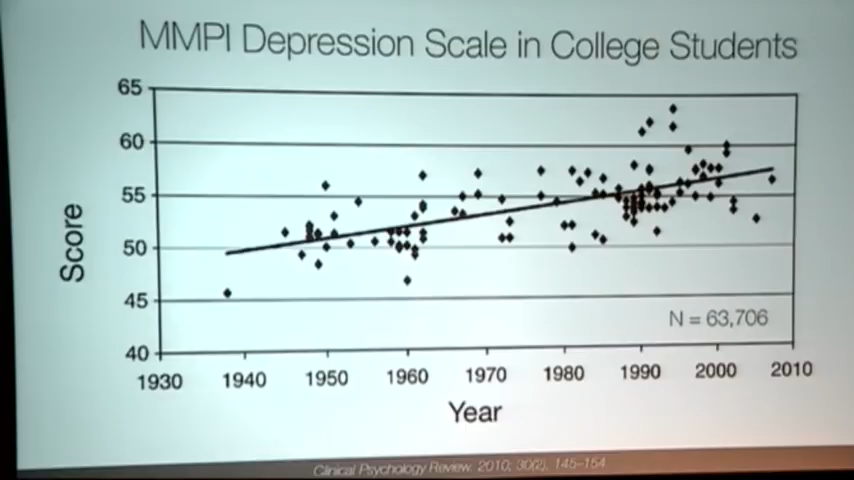 MMPI Depression Scale in College Students
65
60
55
50
45
40
Score
N = 63,706
1930 1940 1950 1960 1970 1980 1990 2000 2010
Year
Clinical Psychology Review. 2010; 30(2), 145–154